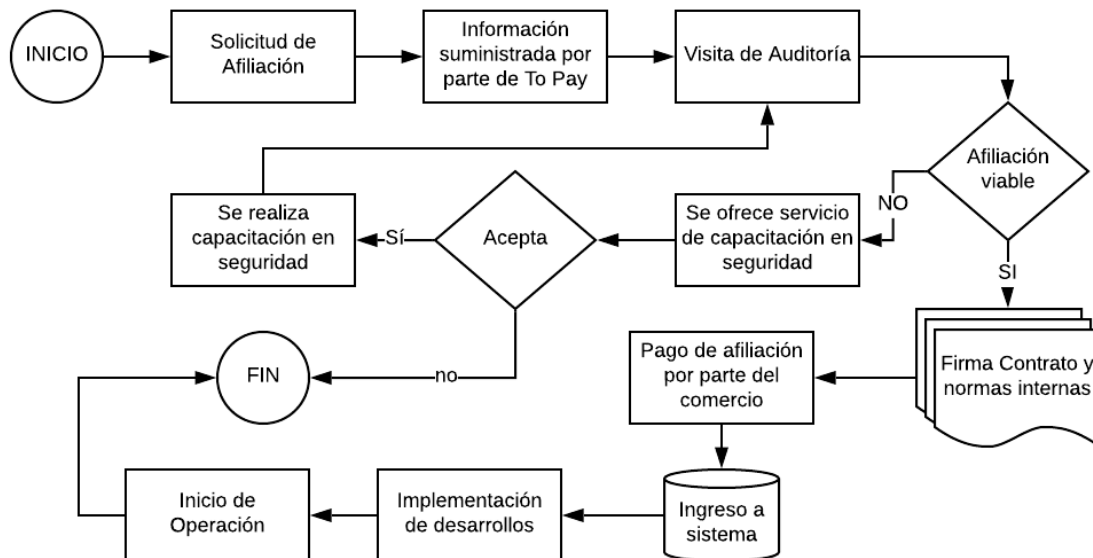 INICIO
Solicitud de
Afiliación
Información
suministrada por
parte de To Pay
Visita de Auditoría
Afiliación
viable
NO
SI
Se ofrece servicio
de capacitación en
seguridad
Acepta
Sí
Se realiza
capacitación en
seguridad
no
FIN
Firma Contrato y
normas internas
Pago de afiliación
por parte del
comercio
Ingreso a
sistema
Implementación
de desarrollos
Inicio de
Operación